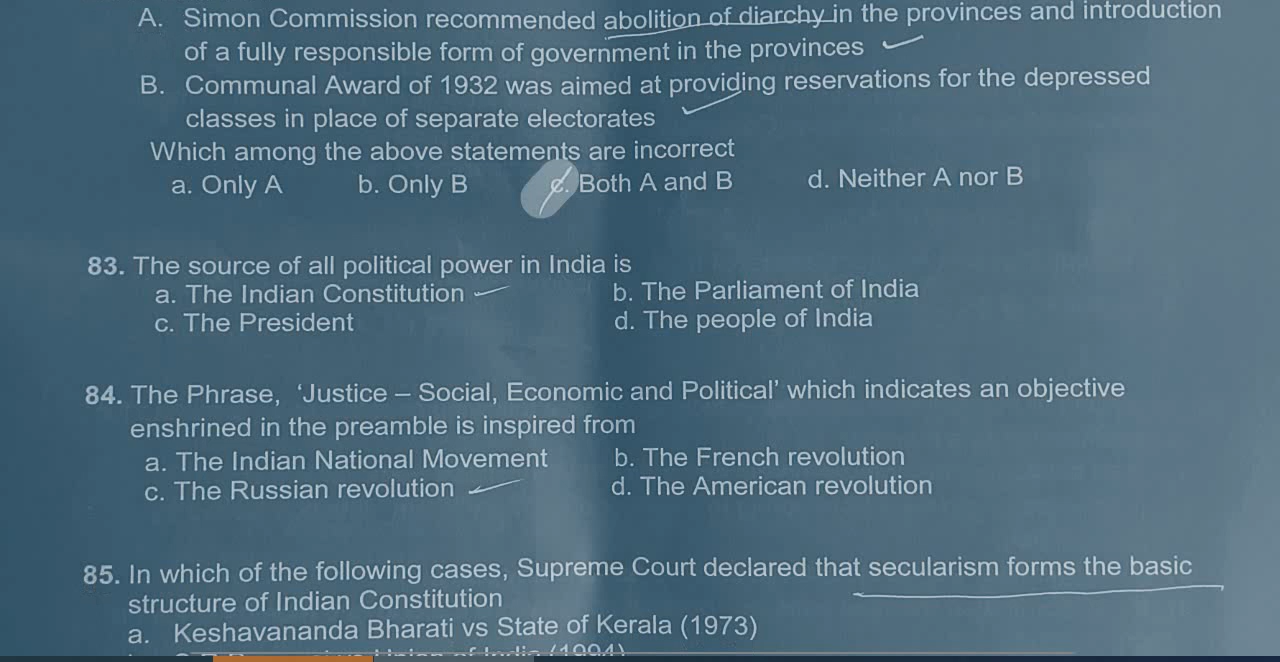 A. Simon Commission recommended abolition of diarchy in the provinces and introduction
of a fully responsible form of government in the provinces
B. Communal Award of 1932 was aimed at providing reservations for the depressed
classes in place of separate electorates
Which among the above statements are incorrect
a. Only A b. Only B c. Both A and B d. Neither A nor B
83. The source of all political power in India is
a. The Indian Constitution b. The Parliament of India
c. The President d. The people of India
84. The Phrase, ‘Justice – Social, Economic and Political’ which indicates an objective
enshrined in the preamble is inspired from
a. The Indian National Movement b. The French revolution
c. The Russian revolution d. The American revolution
85. In which of the following cases, Supreme Court declared that secularism forms the basic
structure of Indian Constitution
a. Keshavananda Bharati vs State of Kerala (1973)
Union of India (1994)